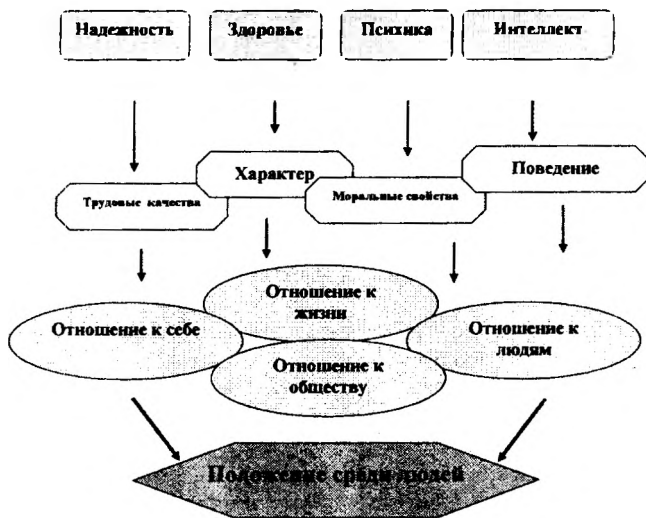 Надежность
Здоровье
Психика
Интеллект
Характер
Поведение
Трудовые качества
Моральные свойства
Отношение к
жизни
Отношение к себе
Отношение к
людям
Отношение к
обществу
Положение среди людей